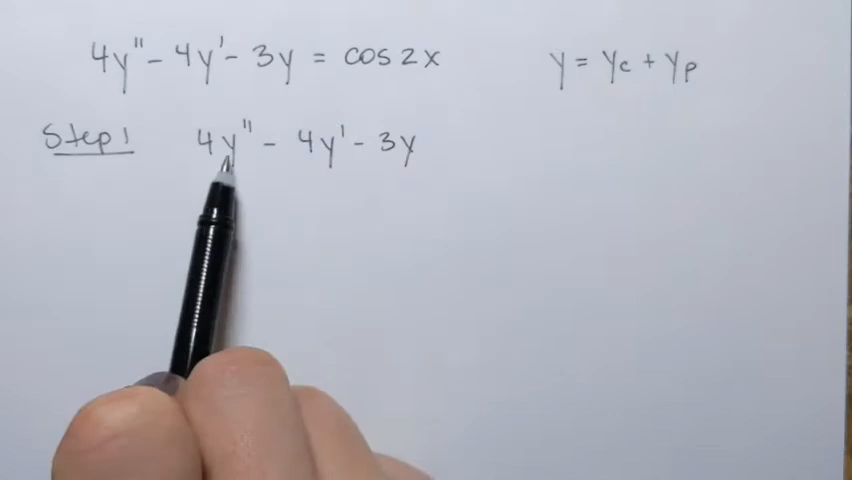 4y" - 4y' - 3y = cos 2x
y = yc + yp
Step 1 4y" - 4y' - 3y